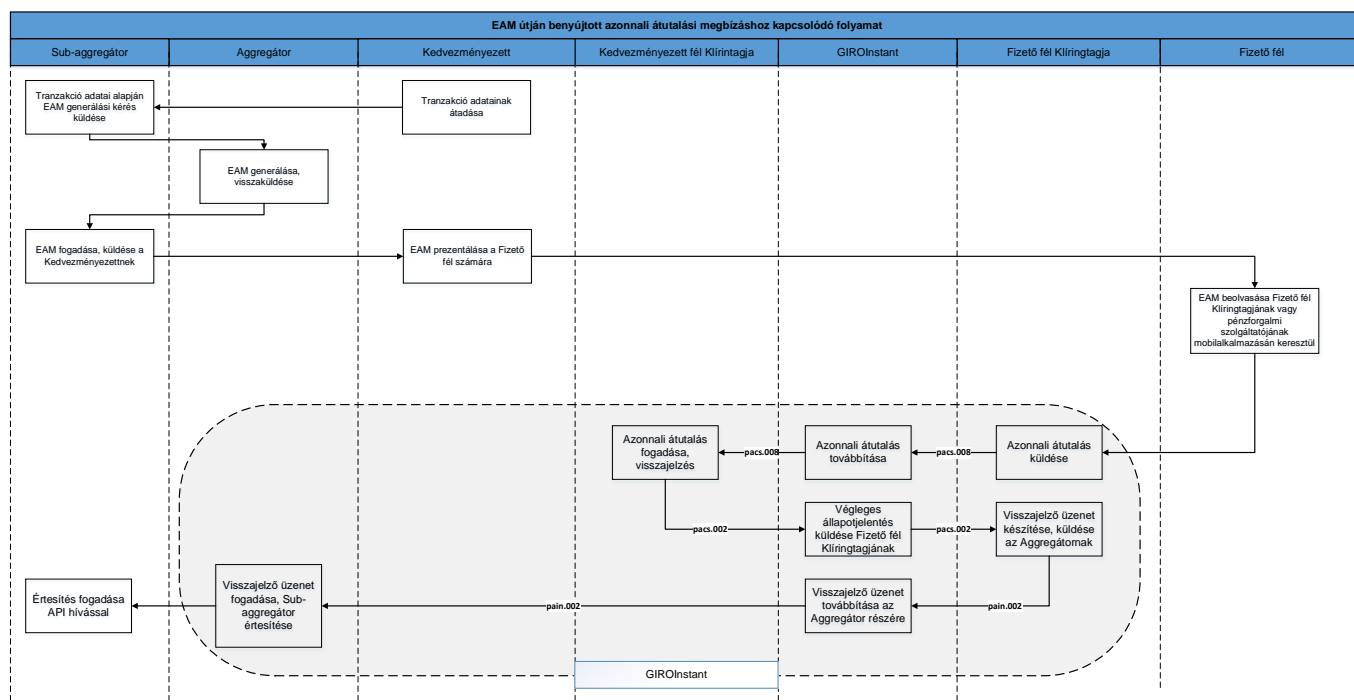 EAM útján benyújtott azonnali átutalási megbízáshoz kapcsolódó folyamat
Sub-aggregátor
Aggregátor
Kedvezményezett
Kedvezményezett fél Klíringtagja
GIROInstant
Fizető fél Klíringtagja
Fizető fél
Tranzakció adatai alapján
EAM generálási kérés
küldése
Tranzakció adatainak
átadása
EAM generálása,
visszaküldése
EAM fogadása, küldése a
Kedvezményezettnek
EAM prezentálása a Fizető
fél számára
EAM beolvasása Fizető fél
Klíringtagjának vagy
pénzforgalmi
szolgáltatójának
mobilalkalmazásán keresztül
Azonnali átutalás
fogadása,
visszajelzés
pacs.008
Azonnali átutalás
továbbítása
pacs.008
Azonnali átutalás
küldése
pacs.002
Végleges
állapotjelentés
küldése Fizető fél
Klíringtagjának
pacs.002
Visszajelző üzenet
készítése, küldése
az Aggregátornak
Értesítés fogadása
API hívással
Visszajelző üzenet
fogadása, Sub-
aggregátor
értesítése
pain.002
Visszajelző üzenet
továbbítása az
Aggregátor részére
pain.002
GIROInstant